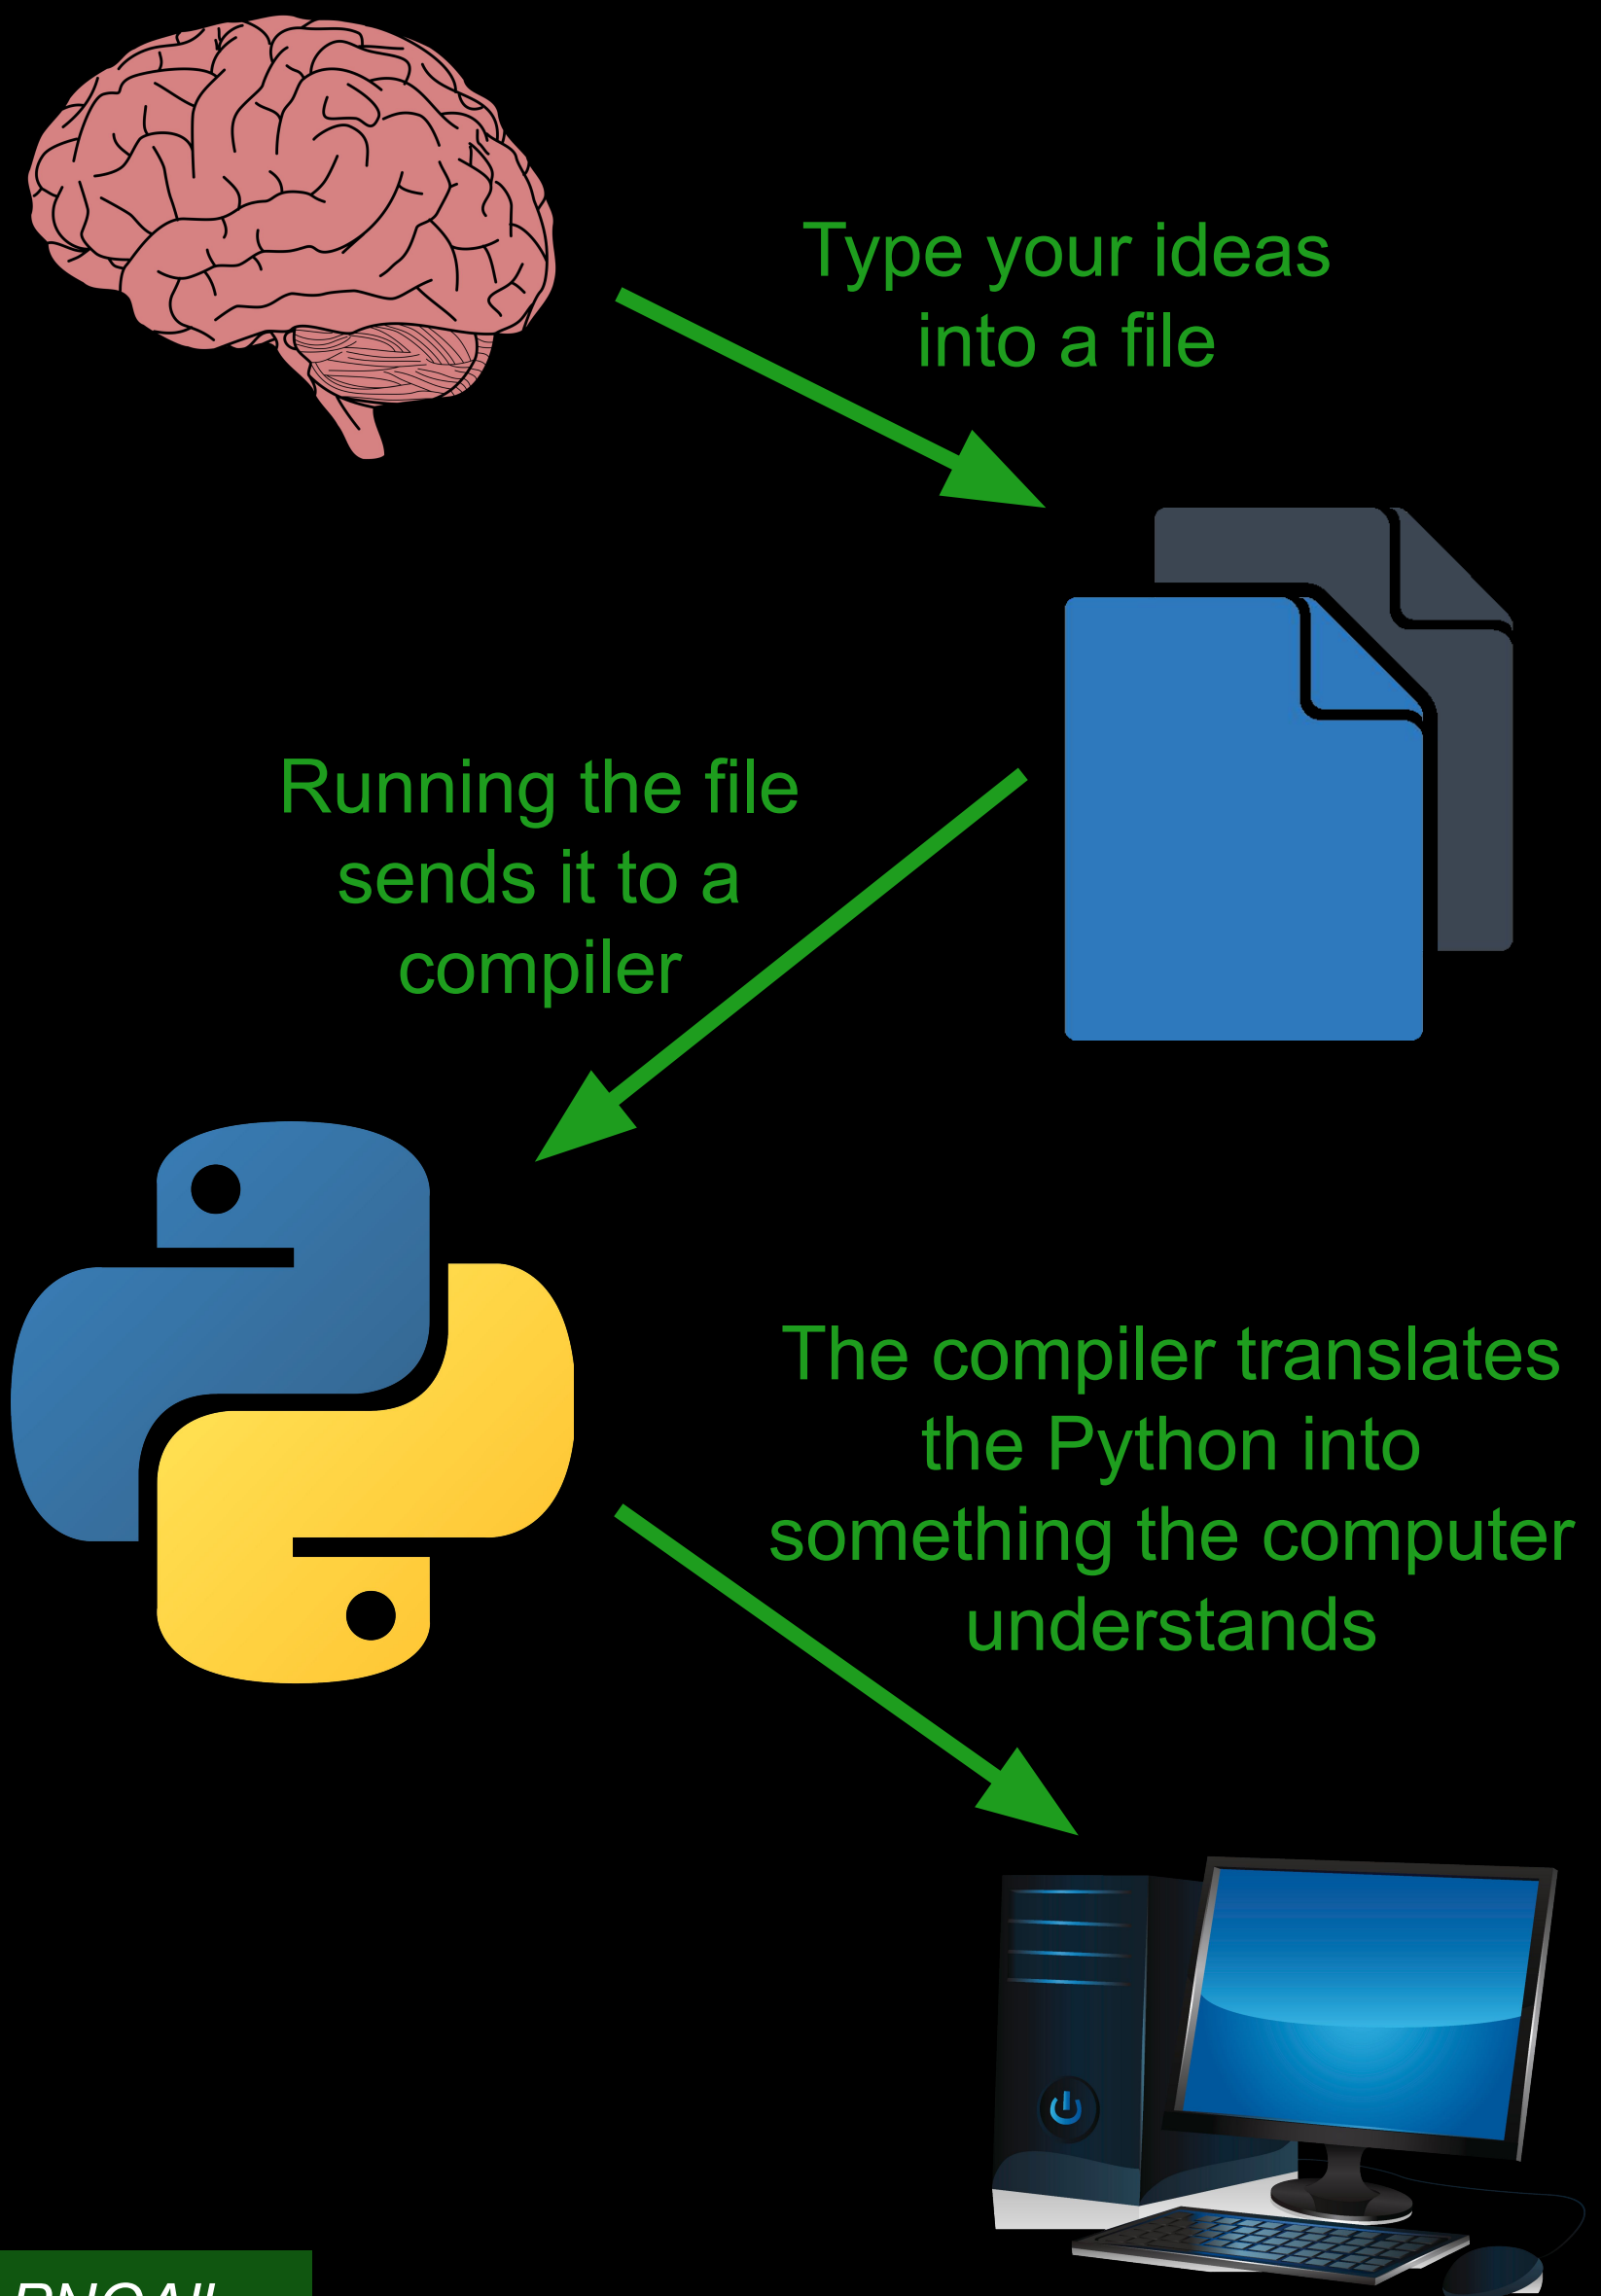 Type your ideas
into a file
Running the file
sends it to a
compiler
The compiler translates
the Python into
something the computer
understands